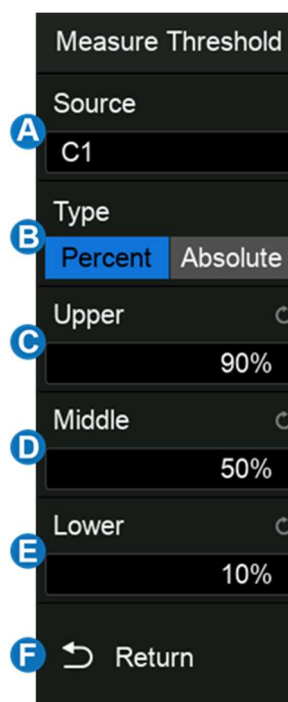 Measure Threshold
Source
A
C1
Type
B
Percent Absolute
Upper
C
90%
Middle
D
50%
Lower
E
10%
F Return